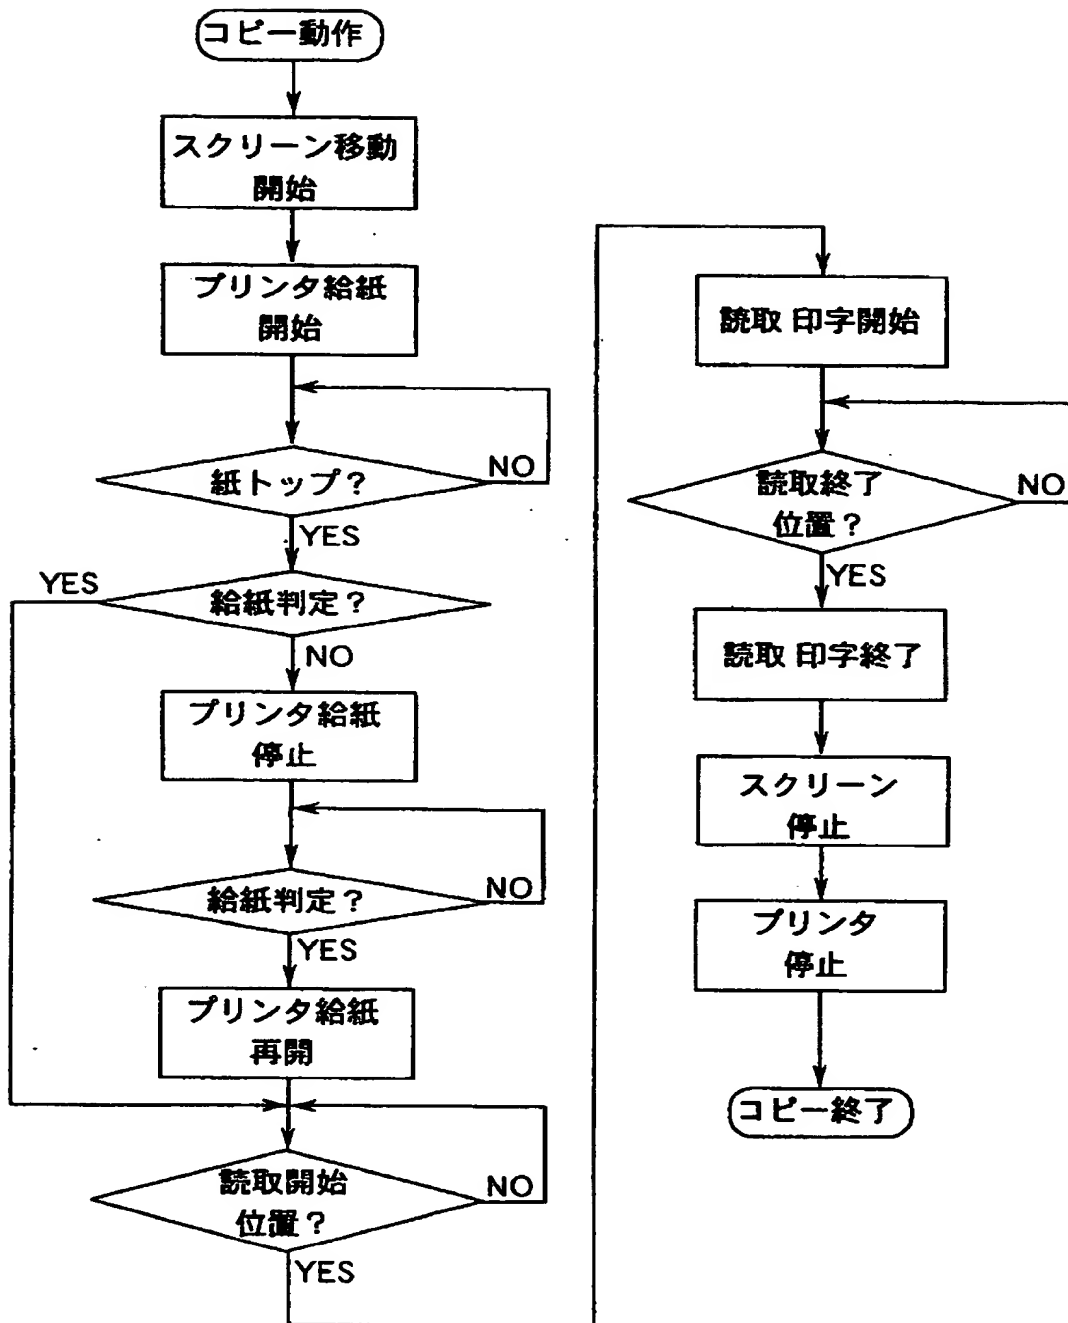 コピー動作
スクリーン移動
開始
プリンタ給紙
開始
紙トップ？
NO
YES
給紙判定？
YES
NO
プリンタ給紙
停止
給紙判定？
NO
YES
プリンタ給紙
再開
読取開始
位置？
NO
YES
読取 印字開始
読取終了
位置？
NO
YES
読取 印字終了
スクリーン
停止
プリンタ
停止
コピー終了